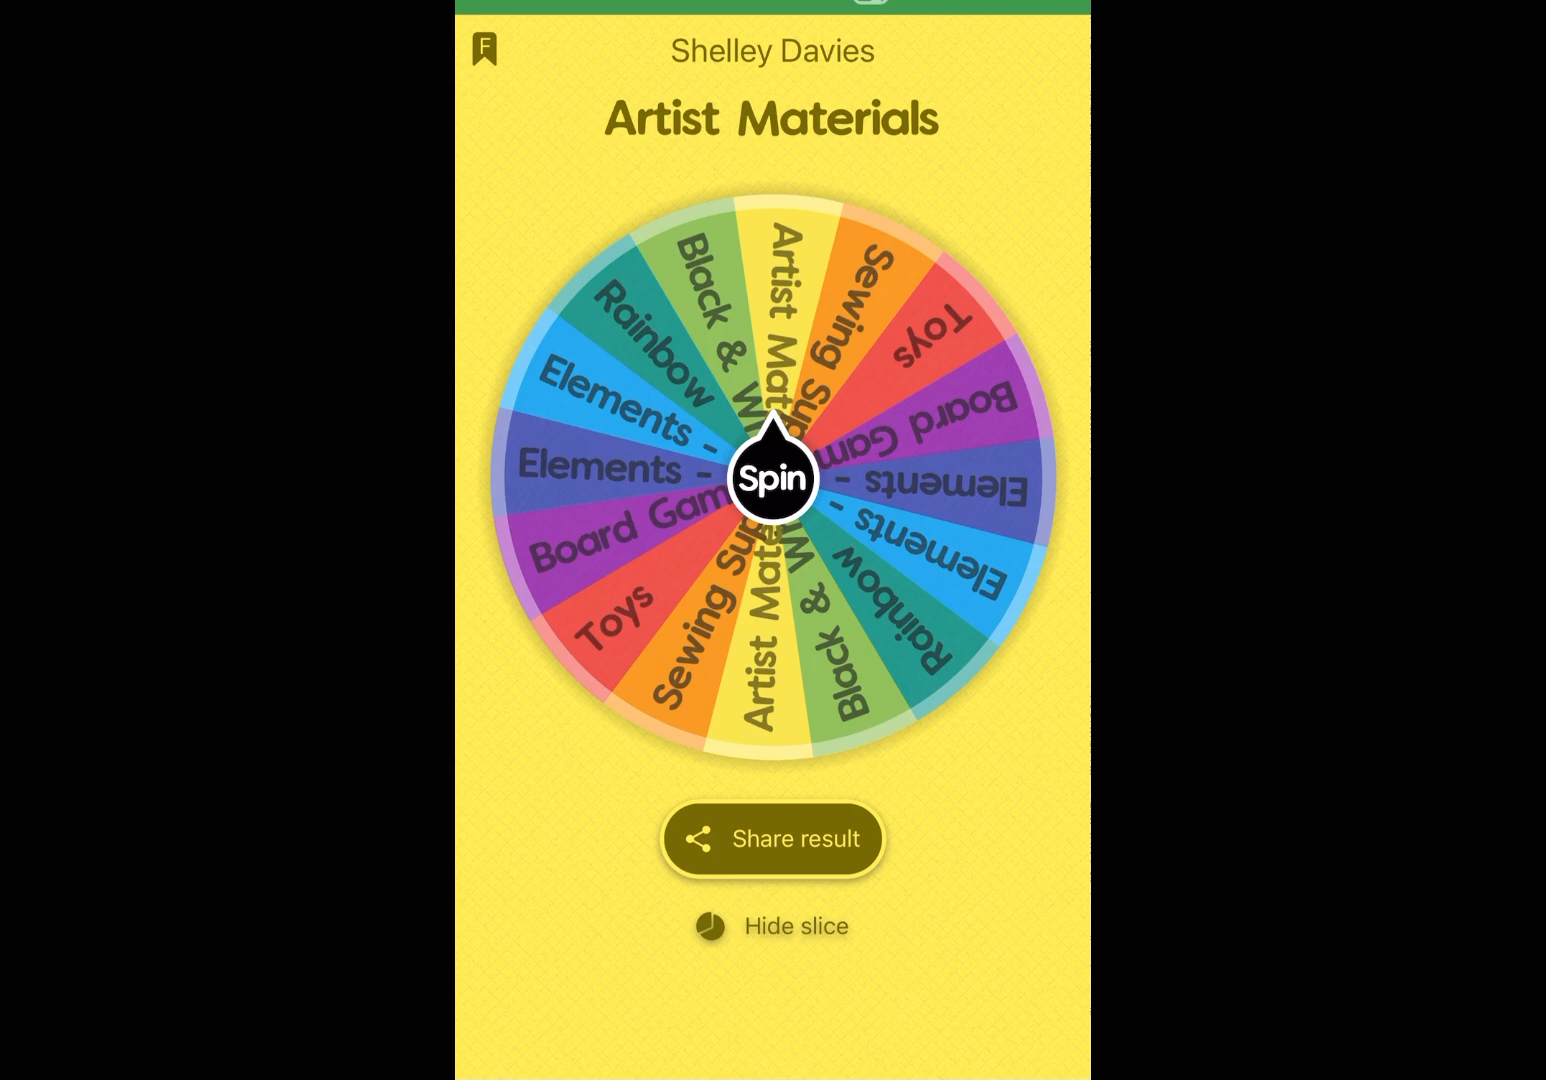 F
Shelley Davies
Artist Materials
Artist Mat
Sewing Sup
Toys
Board Gam
Elements -
Elements -
Rainbow
Black & W
Artist Mate
Sewing Sup
Toys
Board Gam
Elements -
Elements -
Rainbow
Black & Wh
Spin
Share result
Hide slice